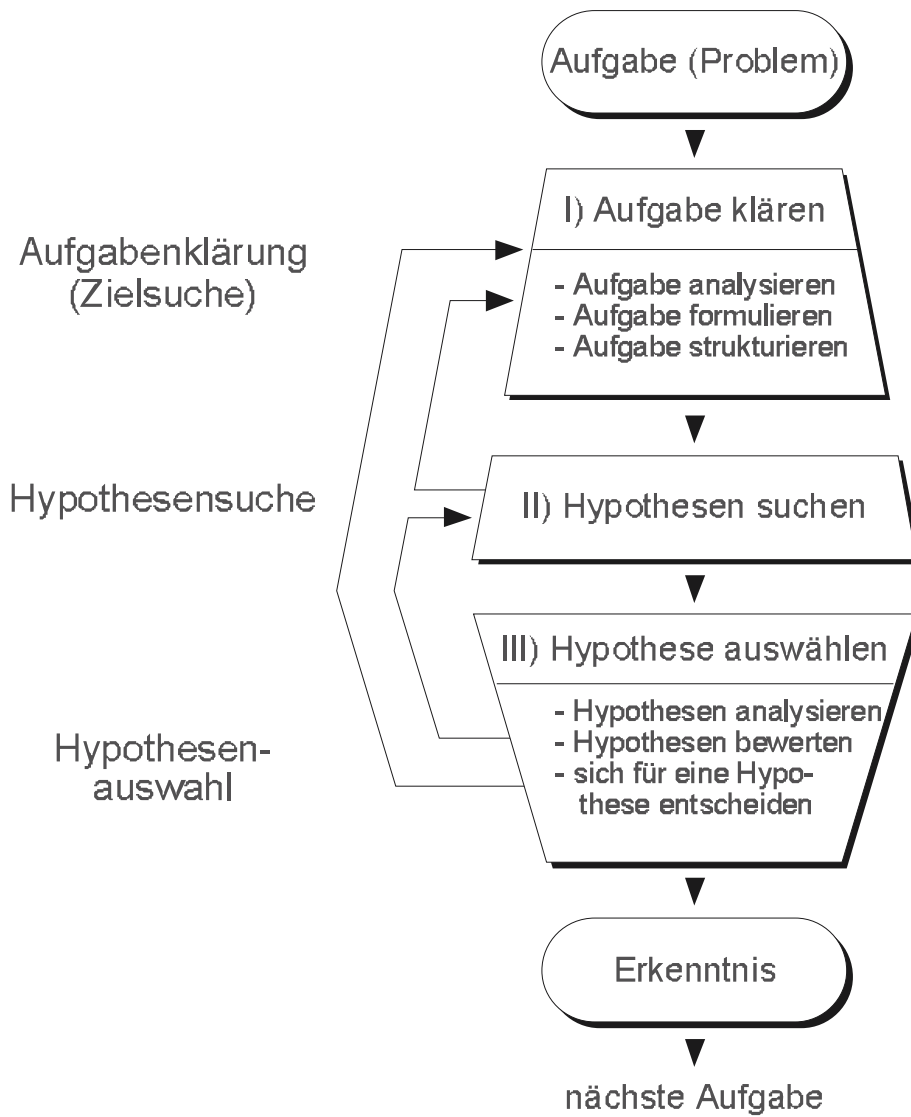 Aufgabe (Problem)
I) Aufgabe klären
Aufgabenklärung
(Zielsuche)
- Aufgabe analysieren
- Aufgabe formulieren
- Aufgabe strukturieren
Hypothesensuche
II) Hypothesen suchen
III) Hypothese auswählen
Hypothesen-
auswahl
- Hypothesen analysieren
- Hypothesen bewerten
- sich für eine Hypo-
these entscheiden
Erkenntnis
nächste Aufgabe